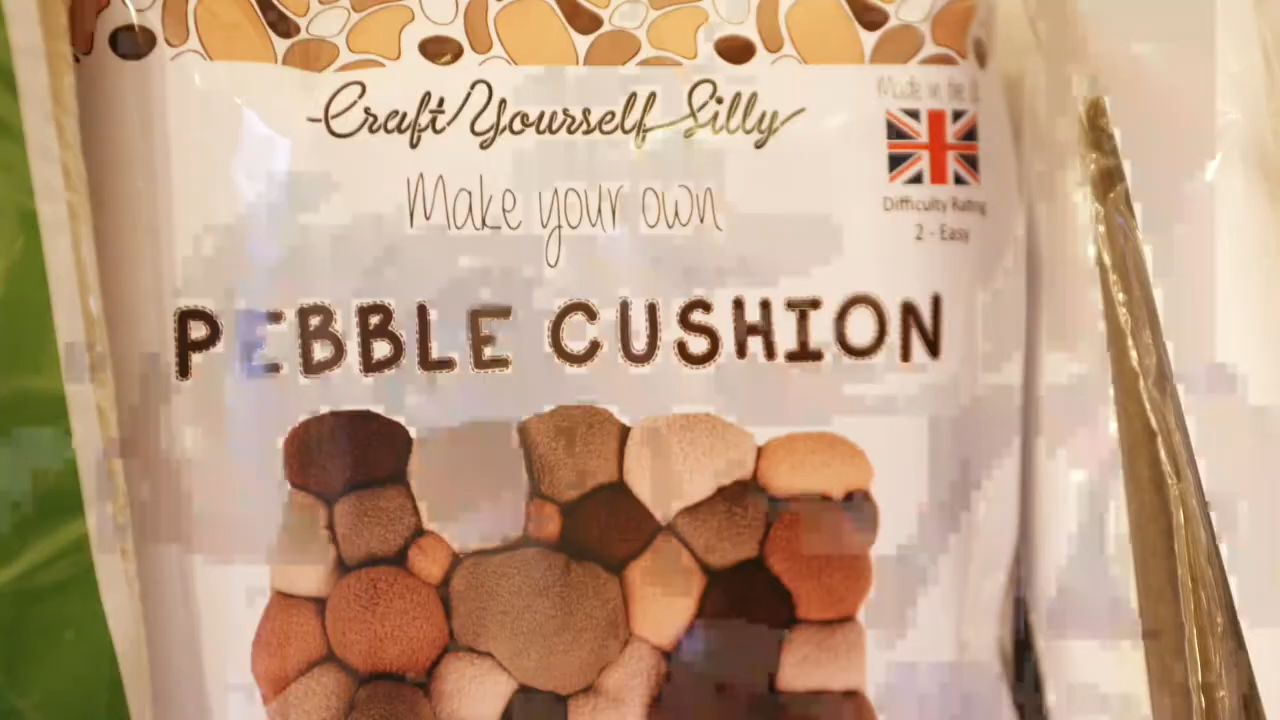 Craft Yourself Silly
Made in the
Make your own
Difficulty Rating
2 - Easy
PEBBLE CUSHION